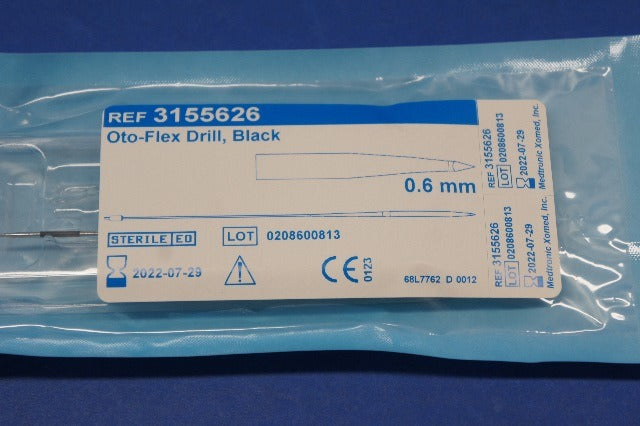 REF 3155626
Oto-Flex Drill, Black
0.6 mm
STERILE EO
LOT 0208600813
2022-07-29
0123
68L7762 D 0012
REF 3155626
LOT 0208600813
2022-07-29
Medtronic Xomed, Inc.
REF 3155626
LOT 0208600813
2022-07-29
Medtronic Xomed, Inc.